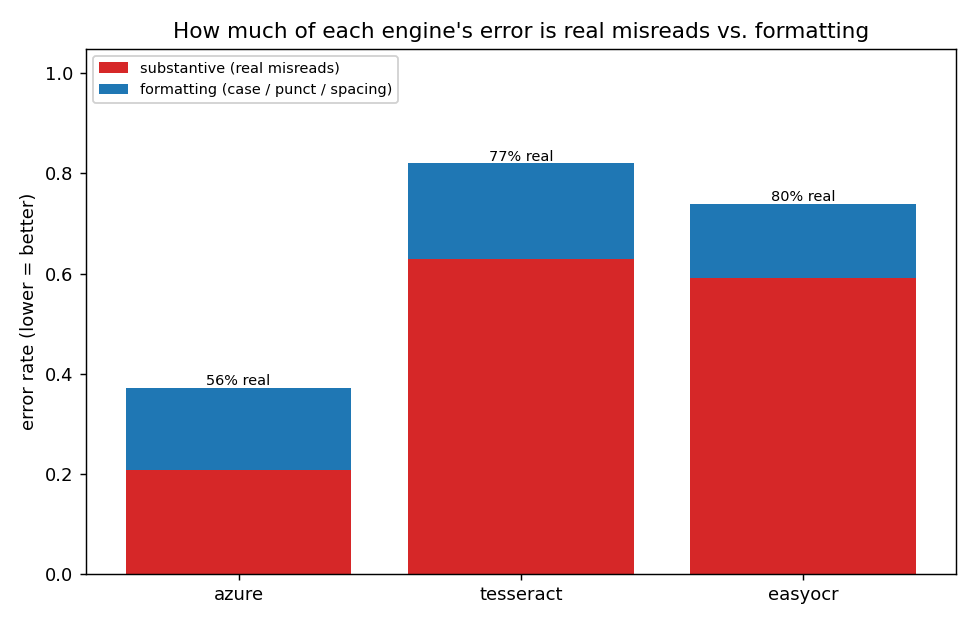 How much of each engine's error is real misreads vs. formatting
substantive (real misreads)
formatting (case / punct / spacing)
error rate (lower = better)
1.0
0.8
0.6
0.4
0.2
0.0
56% real
77% real
80% real
azure
tesseract
easyocr